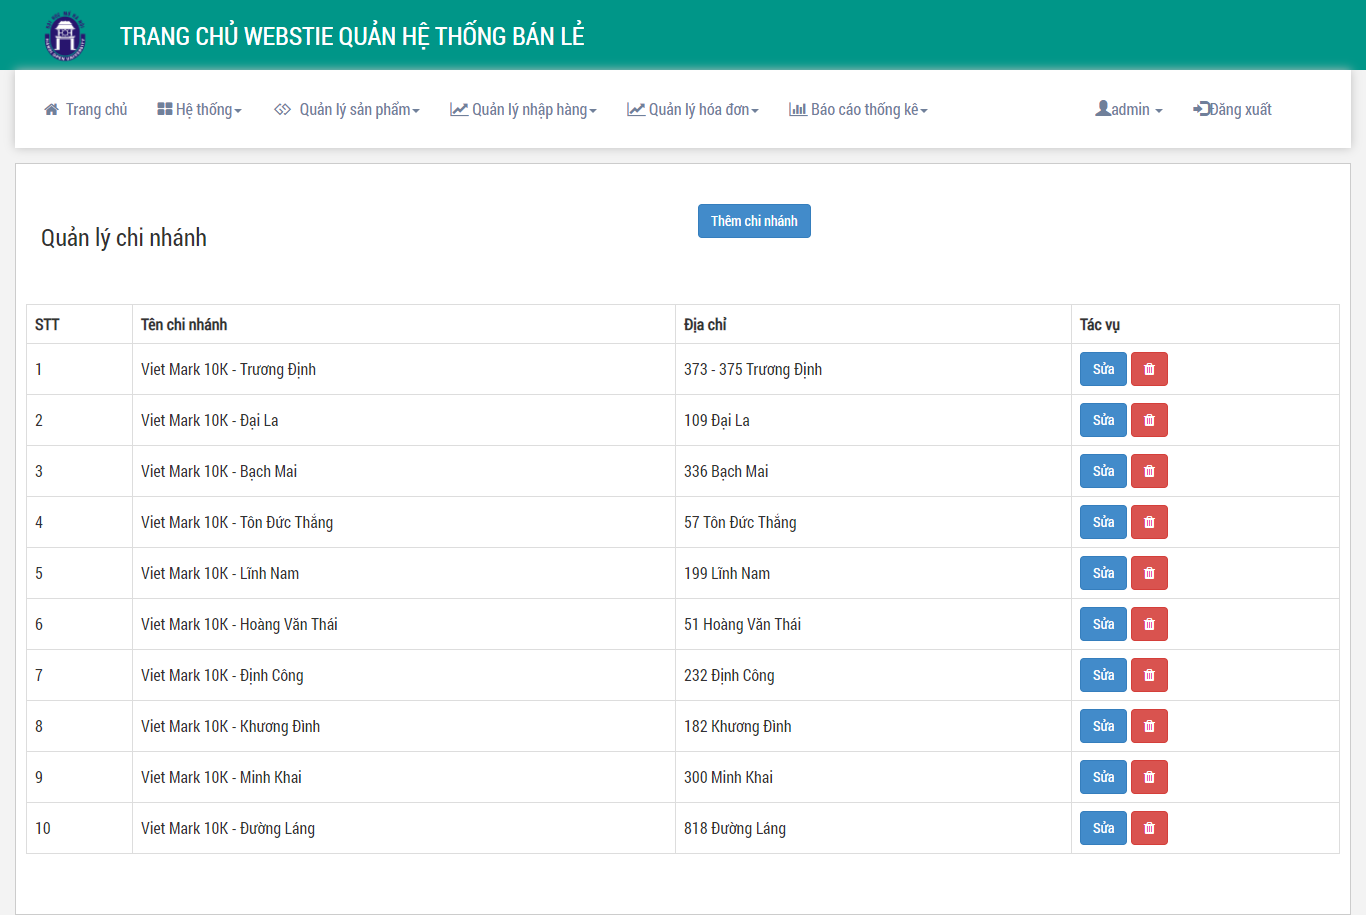 TRANG CHỦ WEBSTIE QUẢN HỆ THỐNG BÁN LẺ
Trang chủ Hệ thống Quản lý sản phẩm Quản lý nhập hàng Quản lý hóa đơn Báo cáo thống kê admin Đăng xuất
Thêm chi nhánh
Quản lý chi nhánh
STT Tên chi nhánh Địa chỉ Tác vụ
1 Viet Mark 10K - Trương Định 373 - 375 Trương Định Sửa
2 Viet Mark 10K - Đại La 109 Đại La Sửa
3 Viet Mark 10K - Bạch Mai 336 Bạch Mai Sửa
4 Viet Mark 10K - Tôn Đức Thắng 57 Tôn Đức Thắng Sửa
5 Viet Mark 10K - Lĩnh Nam 199 Lĩnh Nam Sửa
6 Viet Mark 10K - Hoàng Văn Thái 51 Hoàng Văn Thái Sửa
7 Viet Mark 10K - Định Công 232 Định Công Sửa
8 Viet Mark 10K - Khương Đình 182 Khương Đình Sửa
9 Viet Mark 10K - Minh Khai 300 Minh Khai Sửa
10 Viet Mark 10K - Đường Láng 818 Đường Láng Sửa